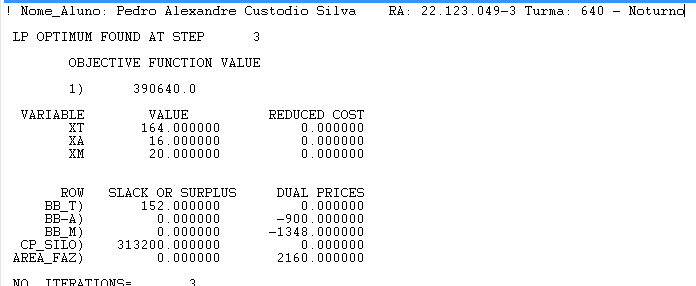 ! Nome_Aluno: Pedro Alexandre Custodio Silva RA: 22.123.049-3 Turma: 640 - Noturno
LP OPTIMUM FOUND AT STEP 3
OBJECTIVE FUNCTION VALUE
1) 390640.0
VARIABLE VALUE REDUCED COST
XT 164.000000 0.000000
XA 16.000000 0.000000
XM 20.000000 0.000000
ROW SLACK OR SURPLUS DUAL PRICES
BB_T) 152.000000 0.000000
BB-A) 0.000000 -900.000000
BB_M) 0.000000 -1348.000000
CP_SILO) 313200.000000 0.000000
AREA_FAZ) 0.000000 2160.000000
NO. ITERATIONS= 3